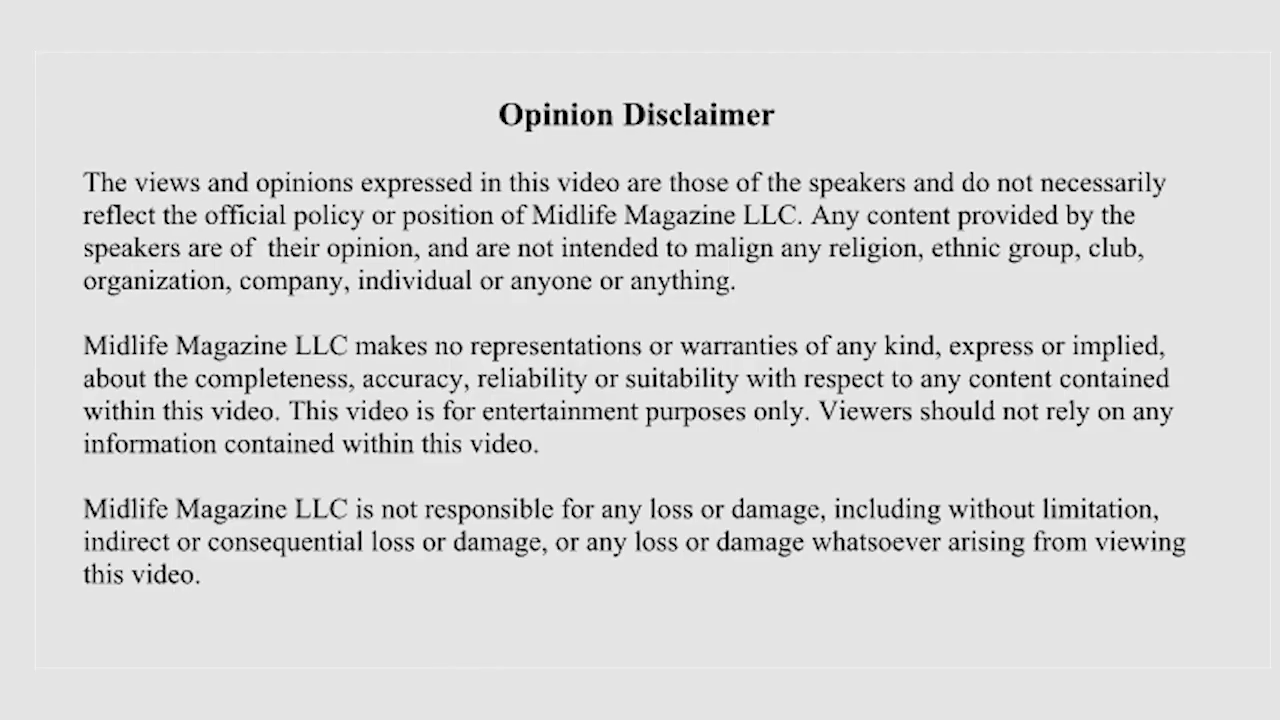 Opinion Disclaimer
The views and opinions expressed in this video are those of the speakers and do not necessarily
reflect the official policy or position of Midlife Magazine LLC. Any content provided by the
speakers are of  their opinion, and are not intended to malign any religion, ethnic group, club,
organization, company, individual or anyone or anything.
Midlife Magazine LLC makes no representations or warranties of any kind, express or implied,
about the completeness, accuracy, reliability or suitability with respect to any content contained
within this video. This video is for entertainment purposes only. Viewers should not rely on any
information contained within this video.
Midlife Magazine LLC is not responsible for any loss or damage, including without limitation,
indirect or consequential loss or damage, or any loss or damage whatsoever arising from viewing
this video.